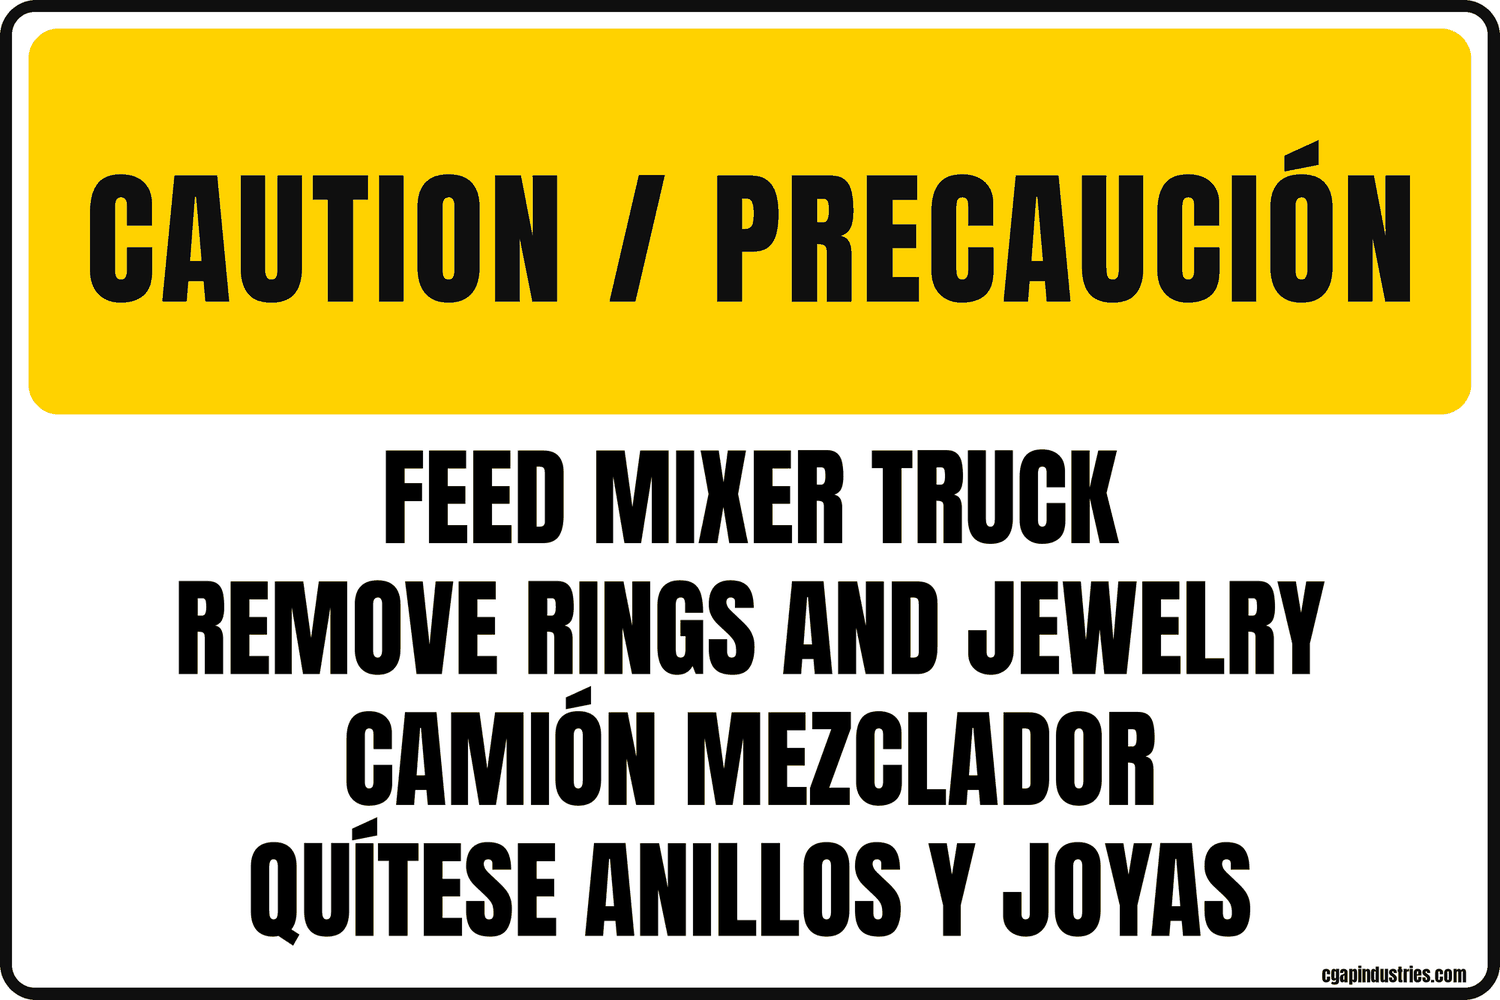 CAUTION / PRECAUCIÓN
FEED MIXER TRUCK
REMOVE RINGS AND JEWELRY
CAMIÓN MEZCLADOR
QUÍTESE ANILLOS Y JOYAS
cgapindustries.com